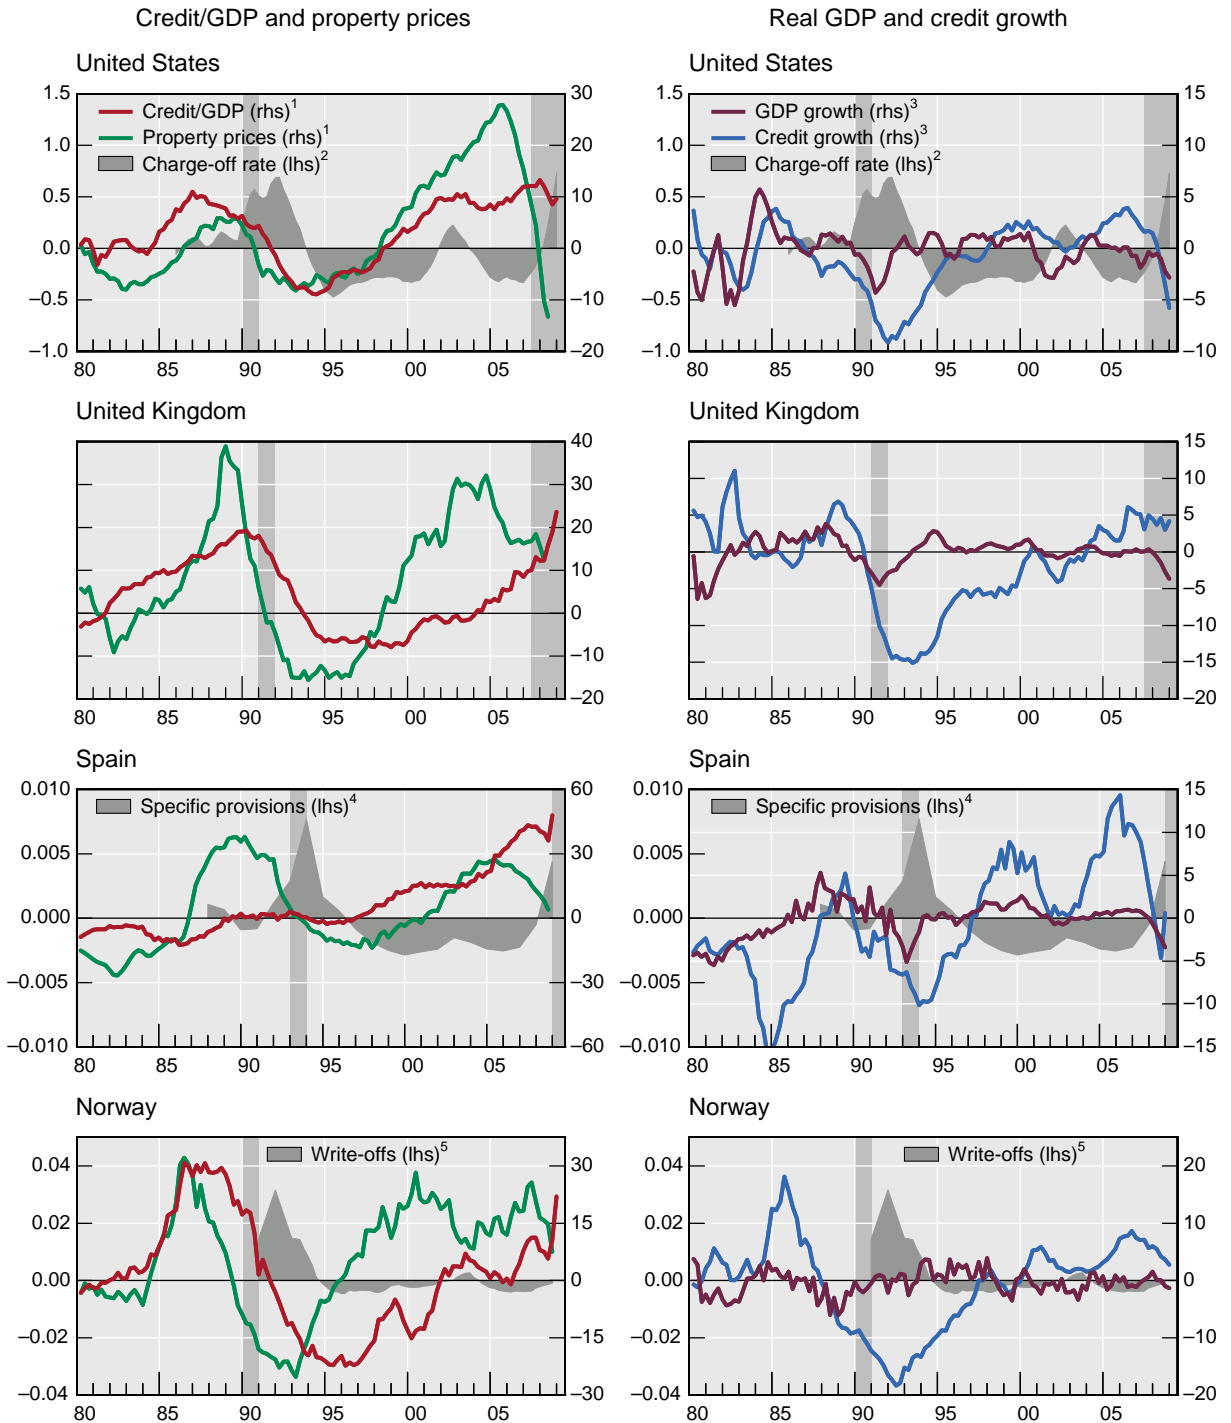 Credit/GDP and property prices
Real GDP and credit growth
United States
1.5
1.0
0.5
0.0
–0.5
–1.0
30
20
10
0
–10
–20
Credit/GDP (rhs)1
Property prices (rhs)1
Charge-off rate (lhs)2
80 85 90 95 00 05
United States
1.5
1.0
0.5
0.0
–0.5
–1.0
15
10
5
0
–5
–10
GDP growth (rhs)3
Credit growth (rhs)3
Charge-off rate (lhs)2
80 85 90 95 00 05
United Kingdom
40
30
20
10
0
–10
–20
80 85 90 95 00 05
United Kingdom
15
10
5
0
–5
–10
–15
–20
80 85 90 95 00 05
Spain
0.010
0.005
0.000
–0.005
–0.010
60
30
0
–30
–60
Specific provisions (lhs)4
80 85 90 95 00 05
Spain
0.010
0.005
0.000
–0.005
–0.010
15
10
5
0
–5
–10
–15
Specific provisions (lhs)4
80 85 90 95 00 05
Norway
0.04
0.02
0.00
–0.02
–0.04
30
15
0
–15
–30
Write-offs (lhs)5
80 85 90 95 00 05
Norway
0.04
0.02
0.00
–0.02
–0.04
20
10
0
–10
–20
Write-offs (lhs)5
80 85 90 95 00 05